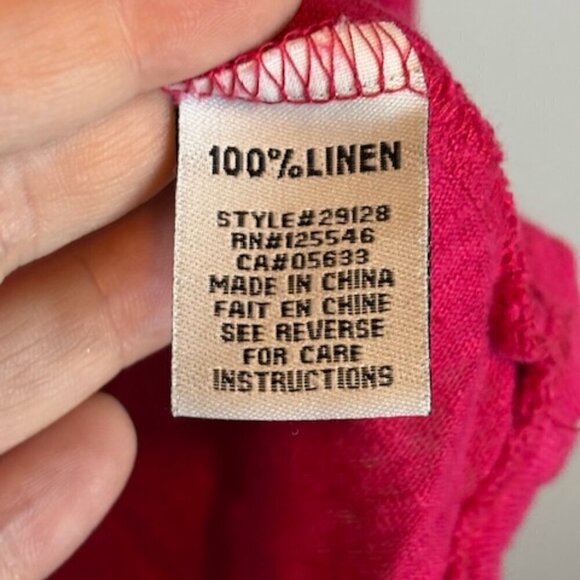 100%LINEN
STYLE#29128
RN#125546
CA#05633
MADE IN CHINA
FAIT EN CHINE
SEE REVERSE
FOR CARE
INSTRUCTIONS